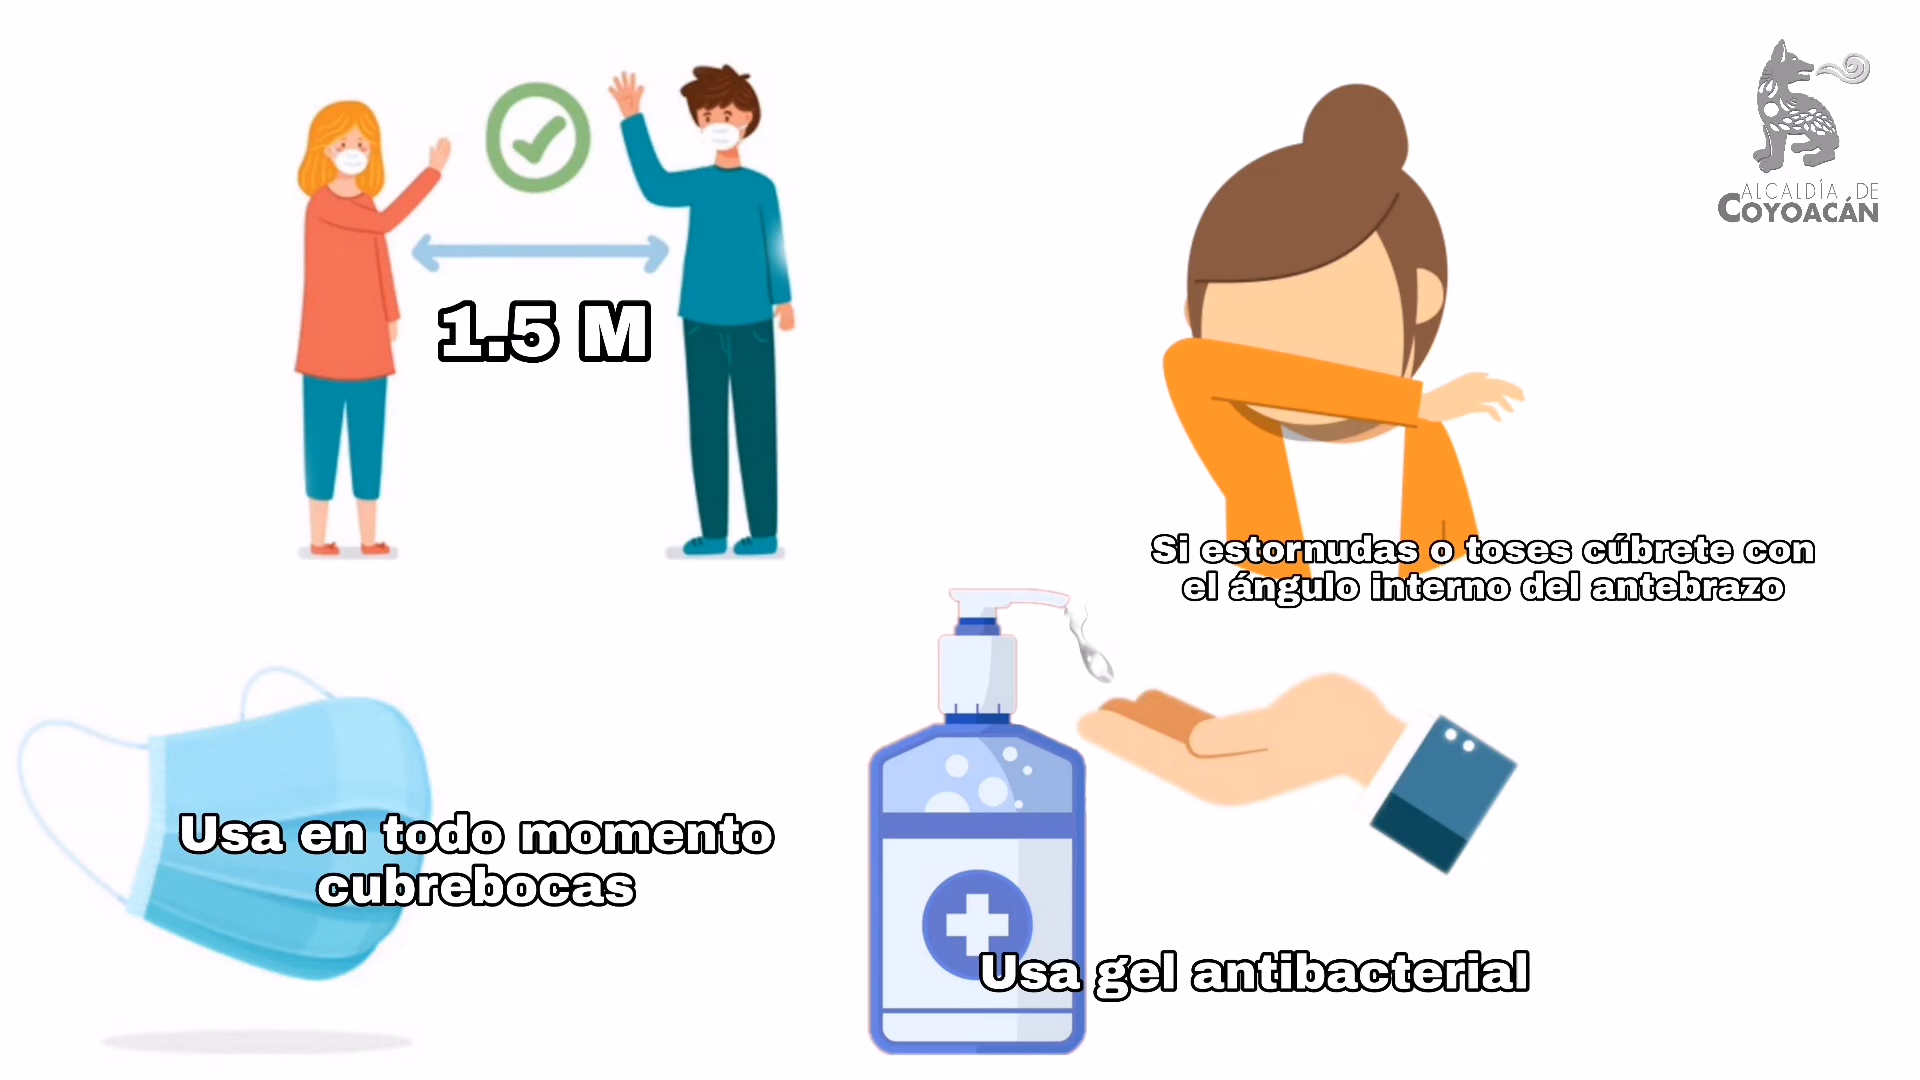 ALCALDÍA DE
COYOACÁN
1.5 M
Si estornudas o toses cúbrete con
el ángulo interno del antebrazo
Usa en todo momento
cubrebocas
Usa gel antibacterial